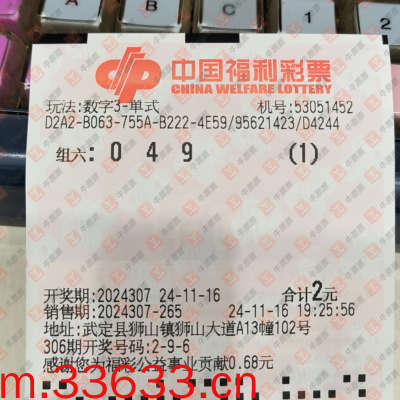 A B C
1 2
中国福利彩票
CHINA WELFARE LOTTERY
玩法:数字3-单式 机号:53051452
D2A2-B063-755A-B222-4E59/95621423/D4244
组六: 0 4 9 (1)
开奖期:2024307 24-11-16 合计2元
销售期:2024307-265 24-11-16 19:25:56
地址:武定县狮山镇狮山大道A13幢102号
306期开奖号码:2-9-6
感谢您为福彩公益事业贡献0.68元
m.33633.cn